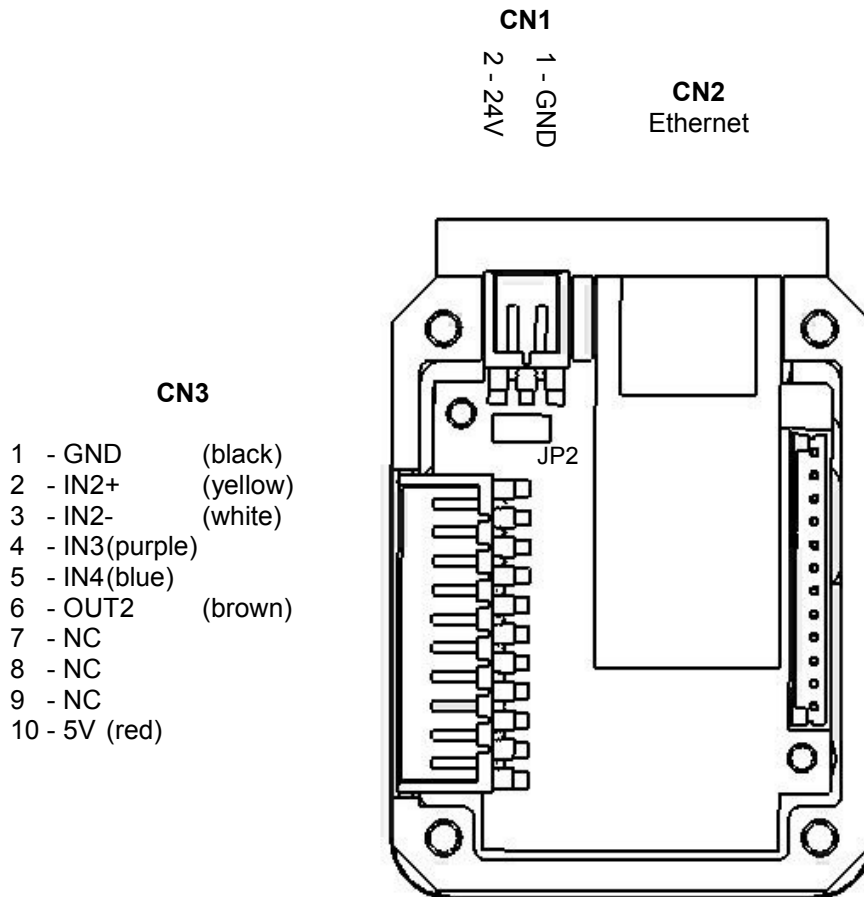 CN1
1 - GND
2 - 24V
CN2
Ethernet
CN3
1 - GND (black)
2 - IN2+ (yellow)
3 - IN2- (white)
4 - IN3(purple)
5 - IN4(blue)
6 - OUT2 (brown)
7 - NC
8 - NC
9 - NC
10 - 5V (red)
JP2